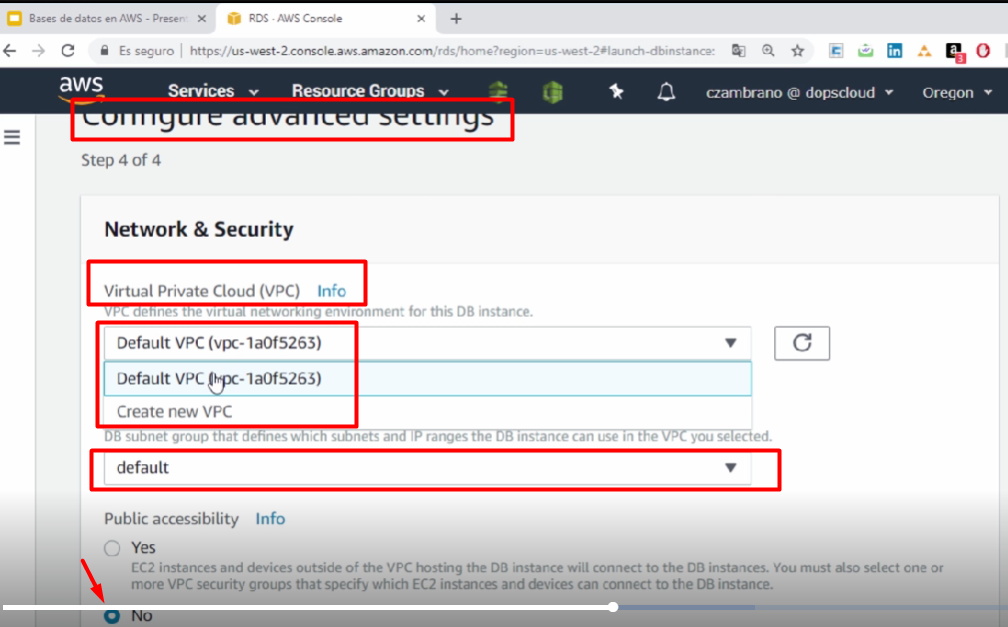 Bases de datos en AWS - Present
RDS · AWS Console
Es seguro | https://us-west-2.console.aws.amazon.com/rds/home?region=us-west-2#launch-dbinstance:
aws Services Resource Groups czambrano @ dopscloud Oregon
Configure advanced settings
Step 4 of 4
Network & Security
Virtual Private Cloud (VPC) Info
VPC defines the virtual networking environment for this DB instance.
Default VPC (vpc-1a0f5263)
Default VPC (vpc-1a0f5263)
Create new VPC
DB subnet group that defines which subnets and IP ranges the DB instance can use in the VPC you selected.
default
Public accessibility Info
Yes
EC2 instances and devices outside of the VPC hosting the DB instance will connect to the DB instances. You must also select one or
more VPC security groups that specify which EC2 instances and devices can connect to the DB instance.
No